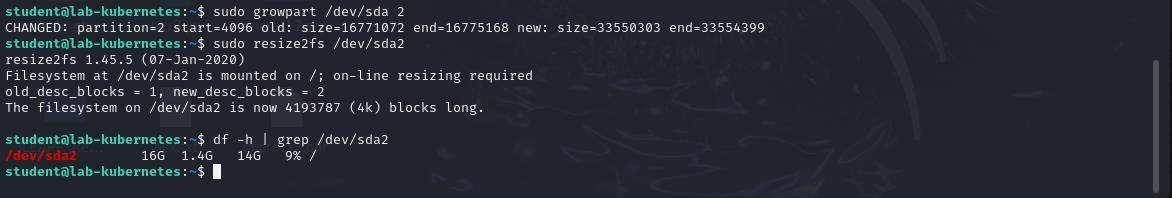 student@lab-kubernetes:~$ sudo growpart /dev/sda 2
CHANGED: partition=2 start=4096 old: size=16771072 end=16775168 new: size=33550303 end=33554399
student@lab-kubernetes:~$ sudo resize2fs /dev/sda2
resize2fs 1.45.5 (07-Jan-2020)
Filesystem at /dev/sda2 is mounted on /; on-line resizing required
old_desc_blocks = 1, new_desc_blocks = 2
The filesystem on /dev/sda2 is now 4193787 (4k) blocks long.
student@lab-kubernetes:~$ df -h | grep /dev/sda2
/dev/sda2        16G  1.4G   14G   9% /
student@lab-kubernetes:~$